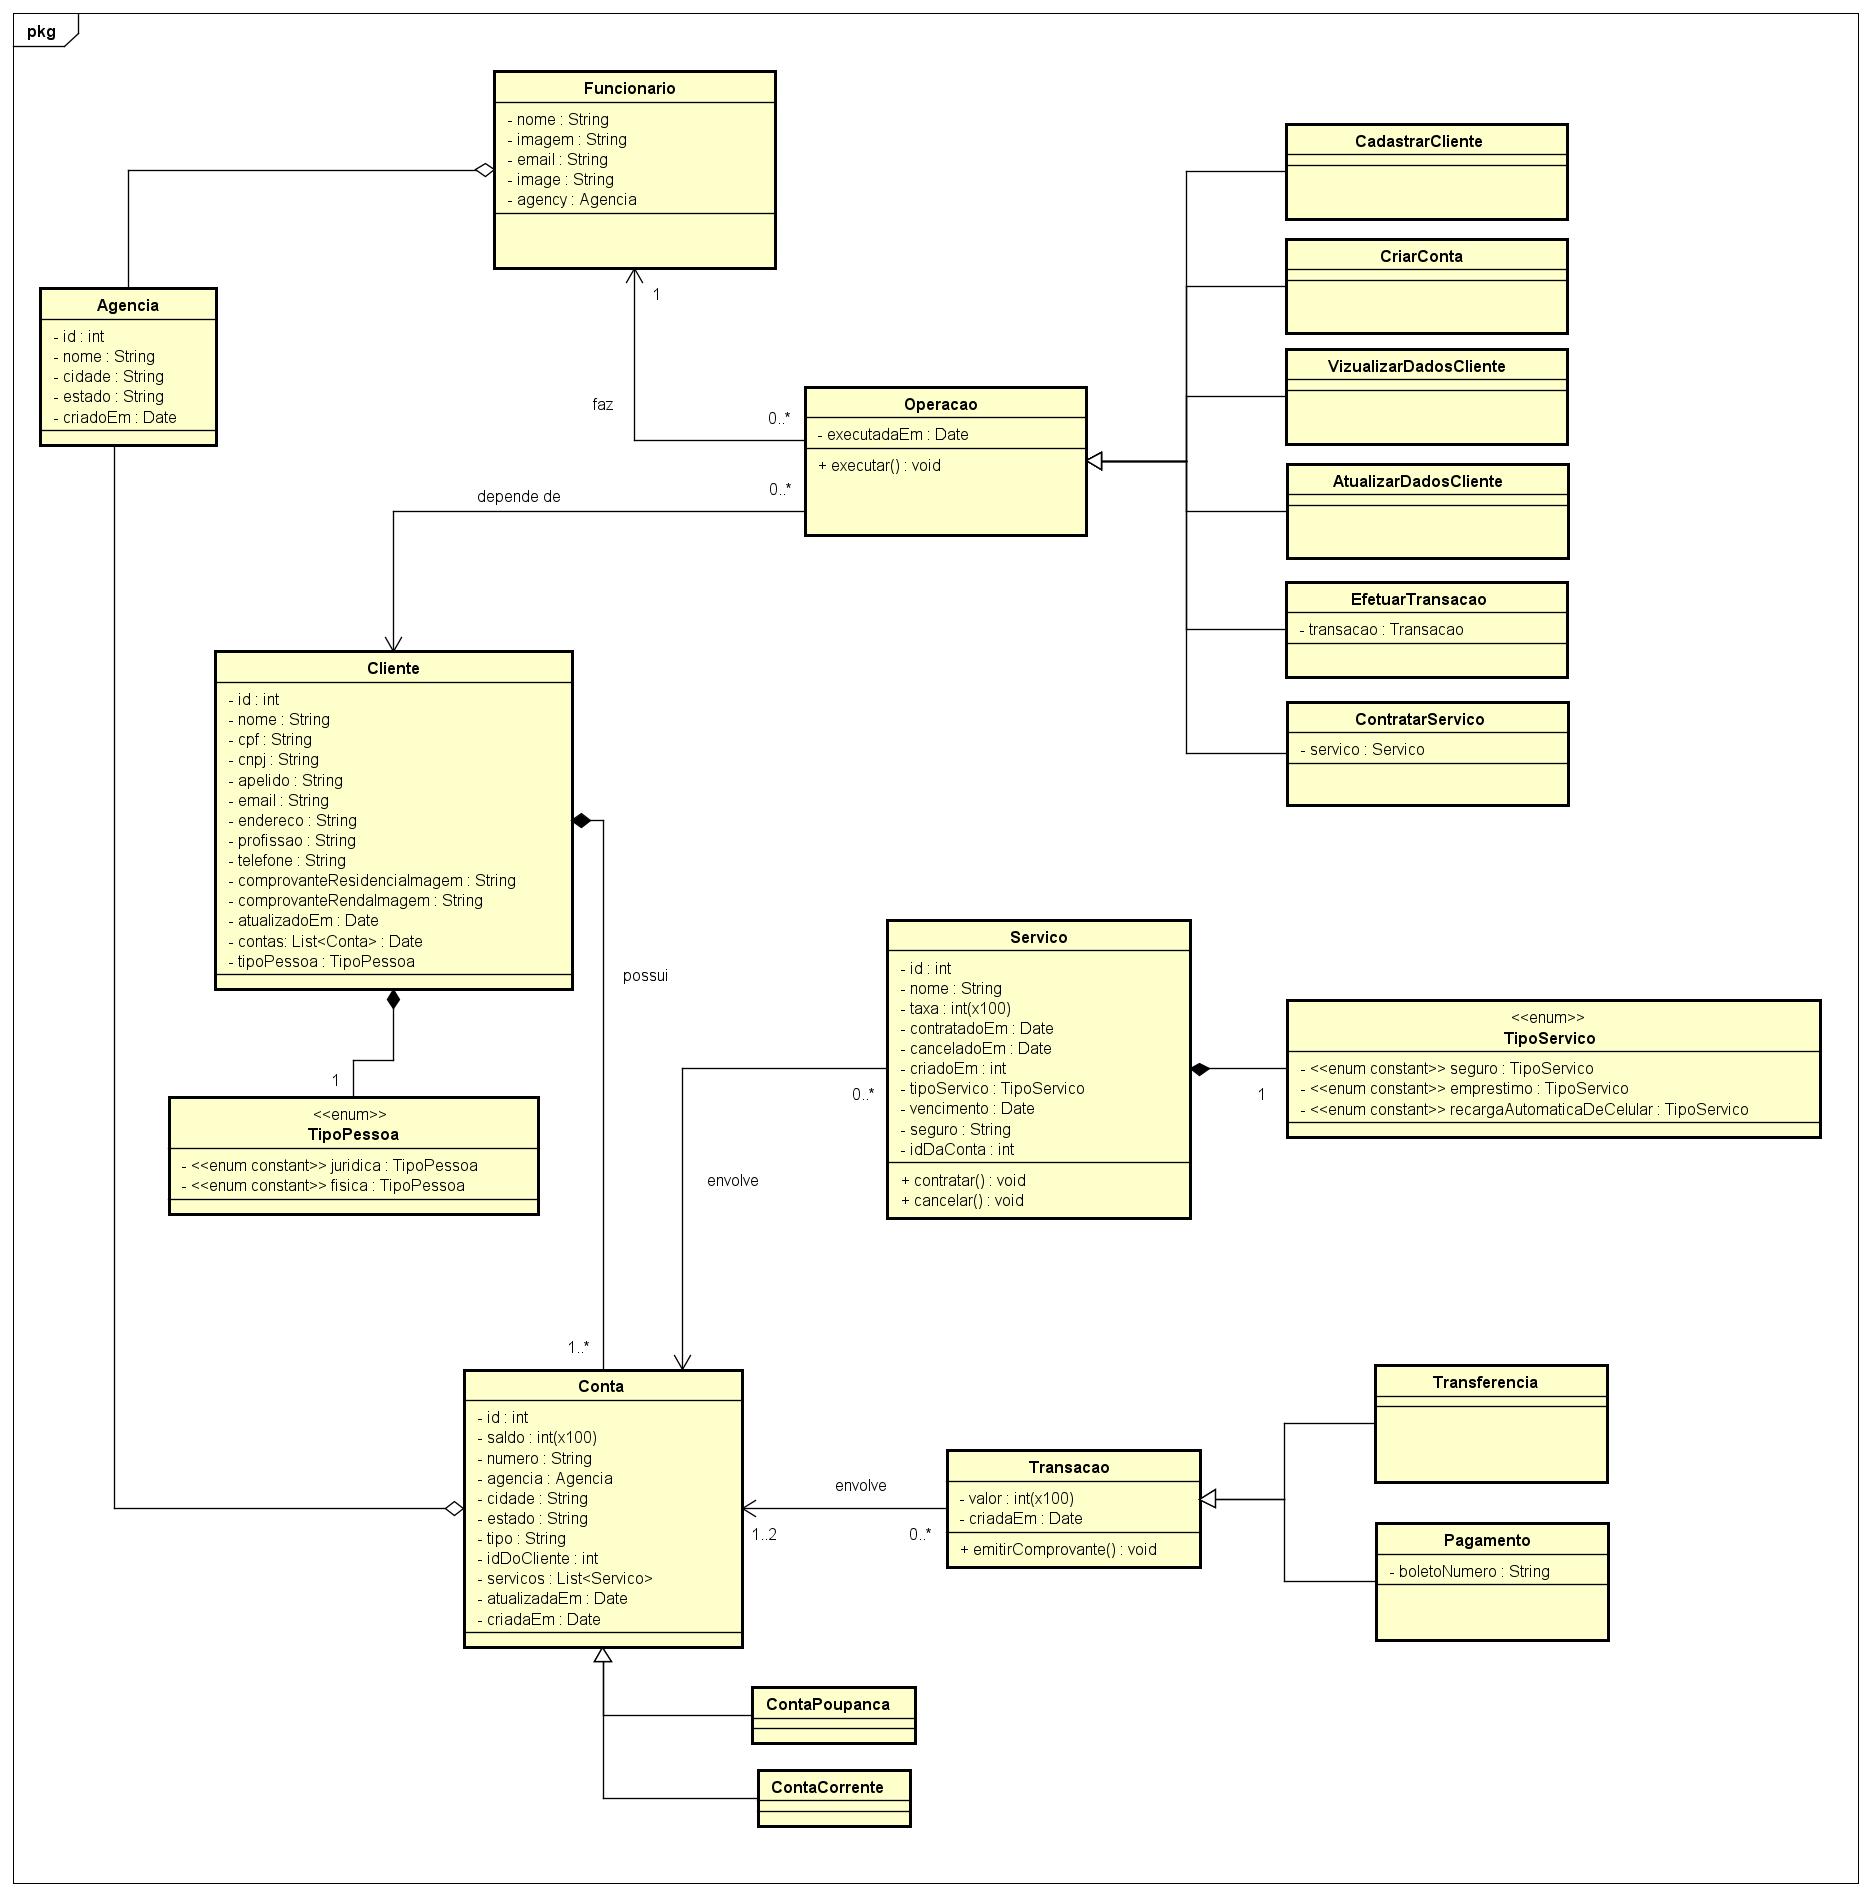 pkg
Funcionario
- nome : String
- imagem : String
- email : String
- image : String
- agency : Agencia
CadastrarCliente
CriarConta
VizualizarDadosCliente
AtualizarDadosCliente
EfetuarTransacao
- transacao : Transacao
ContratarServico
- servico : Servico
Agencia
- id : int
- nome : String
- cidade : String
- estado : String
- criadoEm : Date
1
faz
0..*
Operacao
- executadaEm : Date
+ executar() : void
0..*
depende de
Cliente
- id : int
- nome : String
- cpf : String
- cnpj : String
- apelido : String
- email : String
- endereco : String
- profissao : String
- telefone : String
- comprovanteResidenciaImagem : String
- comprovanteRendaImagem : String
- atualizadoEm : Date
- contas: List<Conta> : Date
- tipoPessoa : TipoPessoa
possui
1
<<enum>>
TipoPessoa
- <<enum constant>> juridica : TipoPessoa
- <<enum constant>> fisica : TipoPessoa
Servico
- id : int
- nome : String
- taxa : int(x100)
- contratadoEm : Date
- canceladoEm : Date
- criadoEm : int
- tipoServico : TipoServico
- vencimento : Date
- seguro : String
- idDaConta : int
+ contratar() : void
+ cancelar() : void
0..*
envolve
1
<<enum>>
TipoServico
- <<enum constant>> seguro : TipoServico
- <<enum constant>> emprestimo : TipoServico
- <<enum constant>> recargaAutomaticaDeCelular : TipoServico
1..*
Conta
- id : int
- saldo : int(x100)
- numero : String
- agencia : Agencia
- cidade : String
- estado : String
- tipo : String
- idDoCliente : int
- servicos : List<Servico>
- atualizadaEm : Date
- criadaEm : Date
envolve
1..2
0..*
Transacao
- valor : int(x100)
- criadaEm : Date
+ emitirComprovante() : void
Transferencia
Pagamento
- boletoNumero : String
ContaPoupanca
ContaCorrente